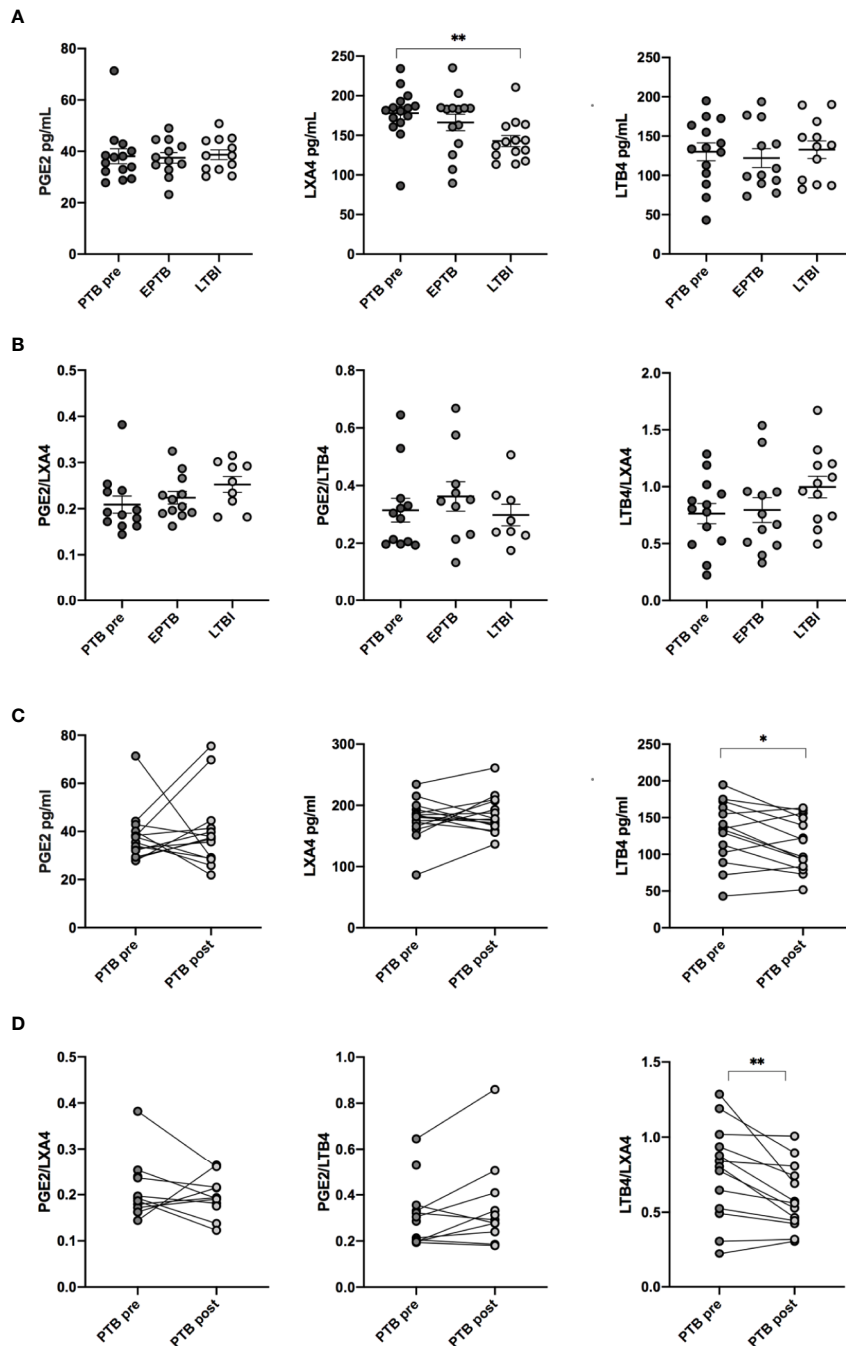 A
PGE2 pg/mL
80
60
40
20
0
PTB pre
EPTB
LTBI
LXA4 pg/mL
250
200
150
100
50
0
**
PTB pre
EPTB
LTBI
LTB4 pg/mL
250
200
150
100
50
0
PTB pre
EPTB
LTBI
B
PGE2/LXA4
0.5
0.4
0.3
0.2
0.1
0.0
PTB pre
EPTB
LTBI
PGE2/LTB4
0.8
0.6
0.4
0.2
0.0
PTB pre
EPTB
LTBI
LTB4/LXA4
2.0
1.5
1.0
0.5
0.0
PTB pre
EPTB
LTBI
C
PGE2 pg/ml
80
60
40
20
0
PTB pre
PTB post
LXA4 pg/ml
300
200
100
0
PTB pre
PTB post
LTB4 pg/ml
250
200
150
100
50
0
*
PTB pre
PTB post
D
PGE2/LXA4
0.5
0.4
0.3
0.2
0.1
0.0
PTB pre
PTB post
PGE2/LTB4
1.0
0.8
0.6
0.4
0.2
0.0
PTB pre
PTB post
LTB4/LXA4
1.5
1.0
0.5
0.0
**
PTB pre
PTB post